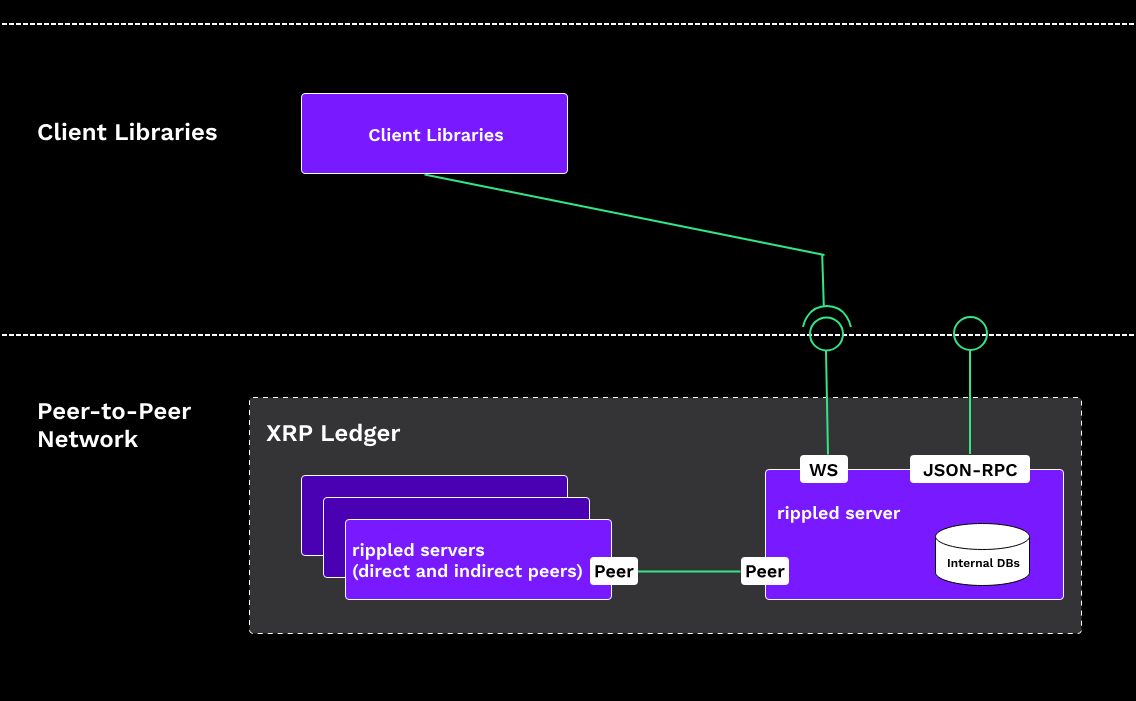 Client Libraries
Client Libraries
Peer-to-Peer
Network
XRP Ledger
WS
JSON-RPC
rippled server
rippled servers
(direct and indirect peers)
Peer
Peer
Internal DBs